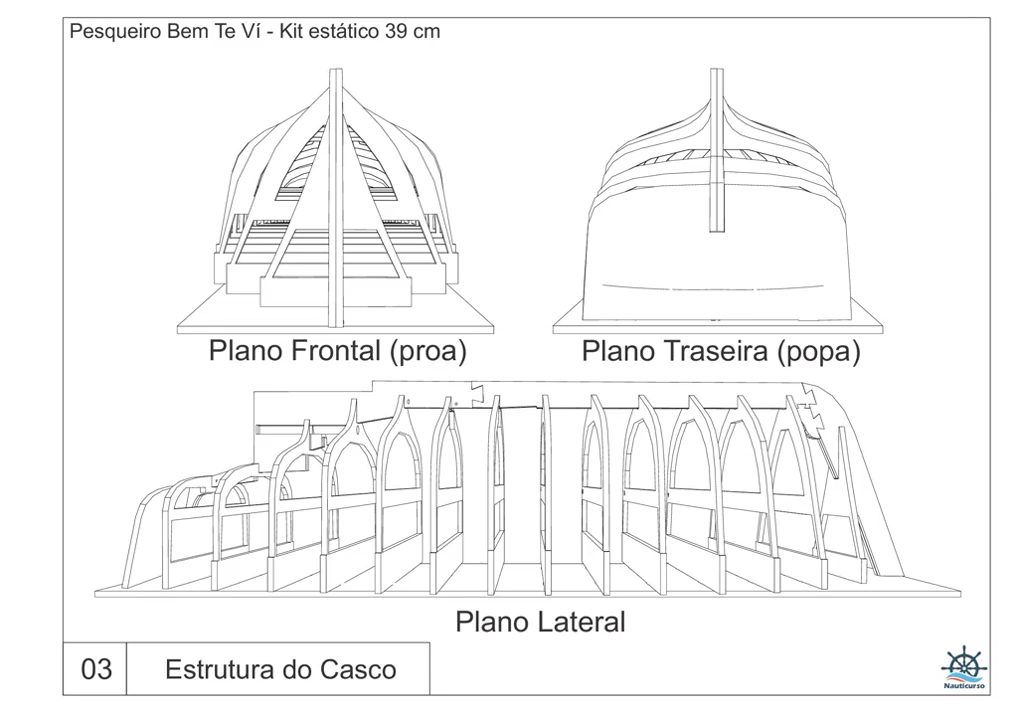 Pesqueiro Bem Te Ví - Kit estático 39 cm
Plano Frontal (proa)
Plano Traseira (popa)
Plano Lateral
03
Estrutura do Casco
Nauticurso